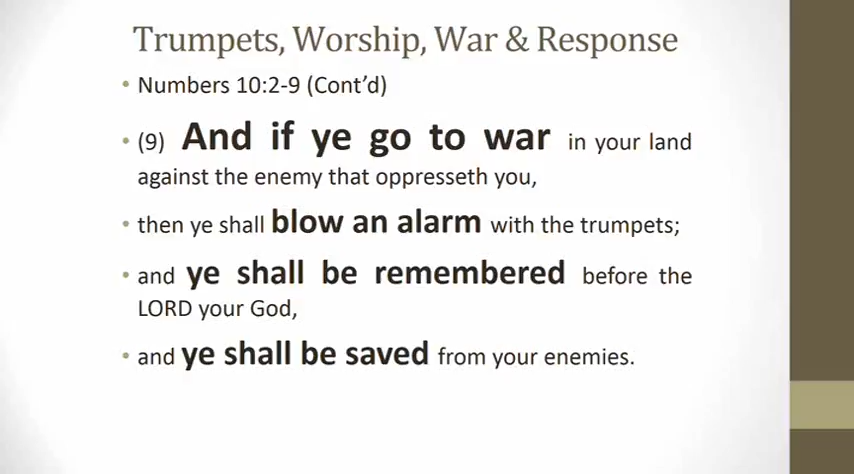 Trumpets, Worship, War & Response
• Numbers 10:2-9 (Cont’d)
• (9) And if ye go to war in your land
against the enemy that oppresseth you,
• then ye shall blow an alarm with the trumpets;
• and ye shall be remembered before the
LORD your God,
• and ye shall be saved from your enemies.